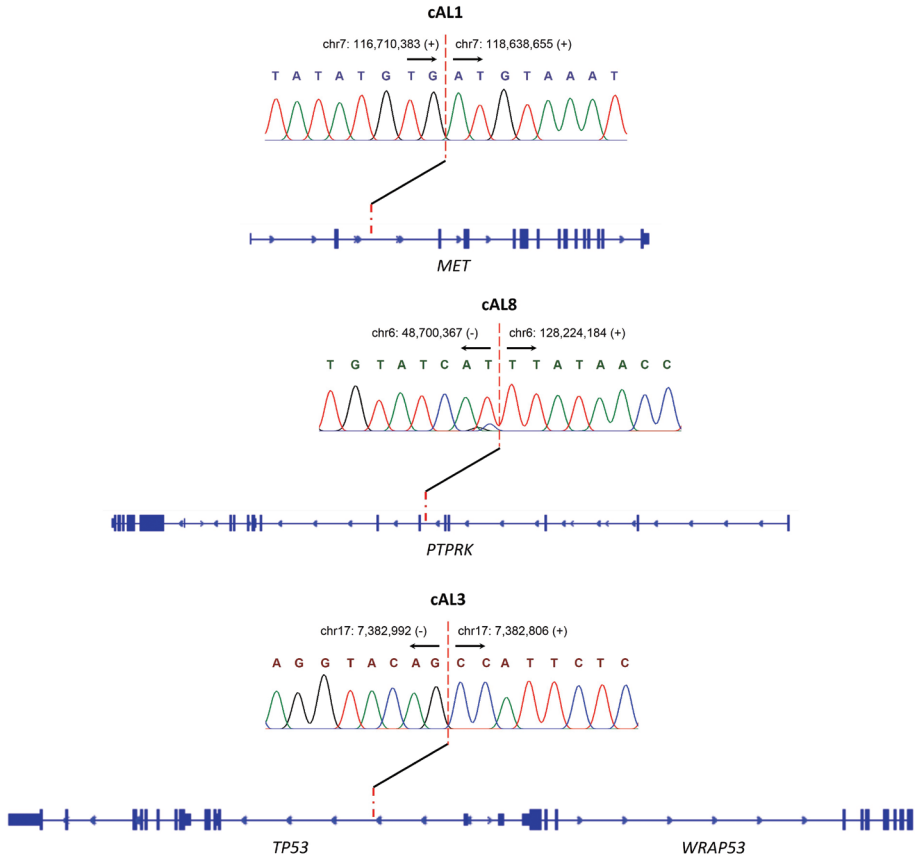 cAL1
chr7: 116,710,383 (+) chr7: 118,638,655 (+)
T A T A T G T G A T G T A A A T
MET
cAL8
chr6: 48,700,367 (-) chr6: 128,224,184 (+)
T G T A T C A T T T A T A A C C
PTPRK
cAL3
chr17: 7,382,992 (-) chr17: 7,382,806 (+)
A G G T A C A G C C A T T C T C
TP53 WRAP53